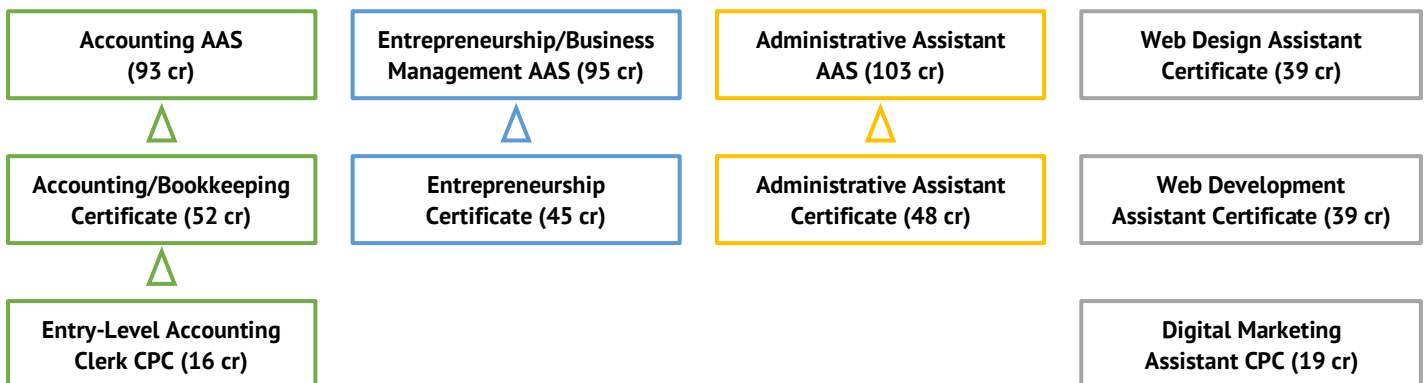 Accounting AAS
(93 cr)
Entrepreneurship/Business
Management AAS (95 cr)
Administrative Assistant
AAS (103 cr)
Web Design Assistant
Certificate (39 cr)
Accounting/Bookkeeping
Certificate (52 cr)
Entrepreneurship
Certificate (45 cr)
Administrative Assistant
Certificate (48 cr)
Web Development
Assistant Certificate (39 cr)
Entry-Level Accounting
Clerk CPC (16 cr)
Digital Marketing
Assistant CPC (19 cr)